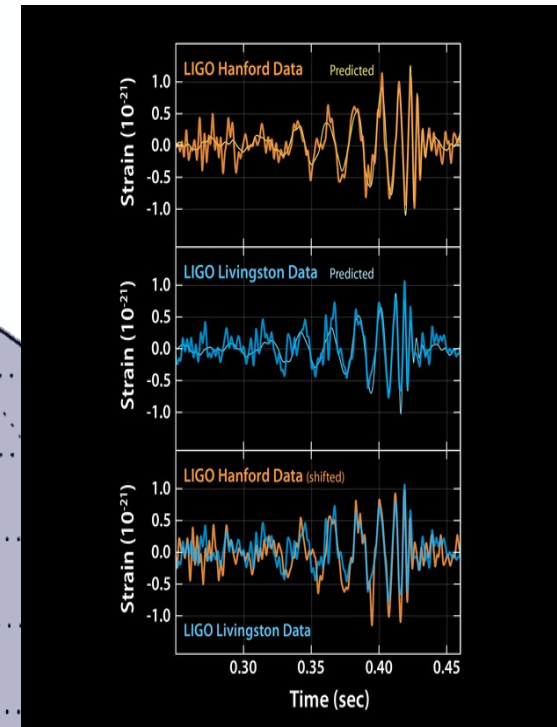 LIGO Hanford Data Predicted
1.0
0.5
0.0
-0.5
-1.0
Strain (10-21)
LIGO Livingston Data Predicted
1.0
0.5
0.0
-0.5
-1.0
Strain (10-21)
LIGO Hanford Data (shifted)
1.0
0.5
0.0
-0.5
-1.0
Strain (10-21)
LIGO Livingston Data
0.30 0.35 0.40 0.45
Time (sec)